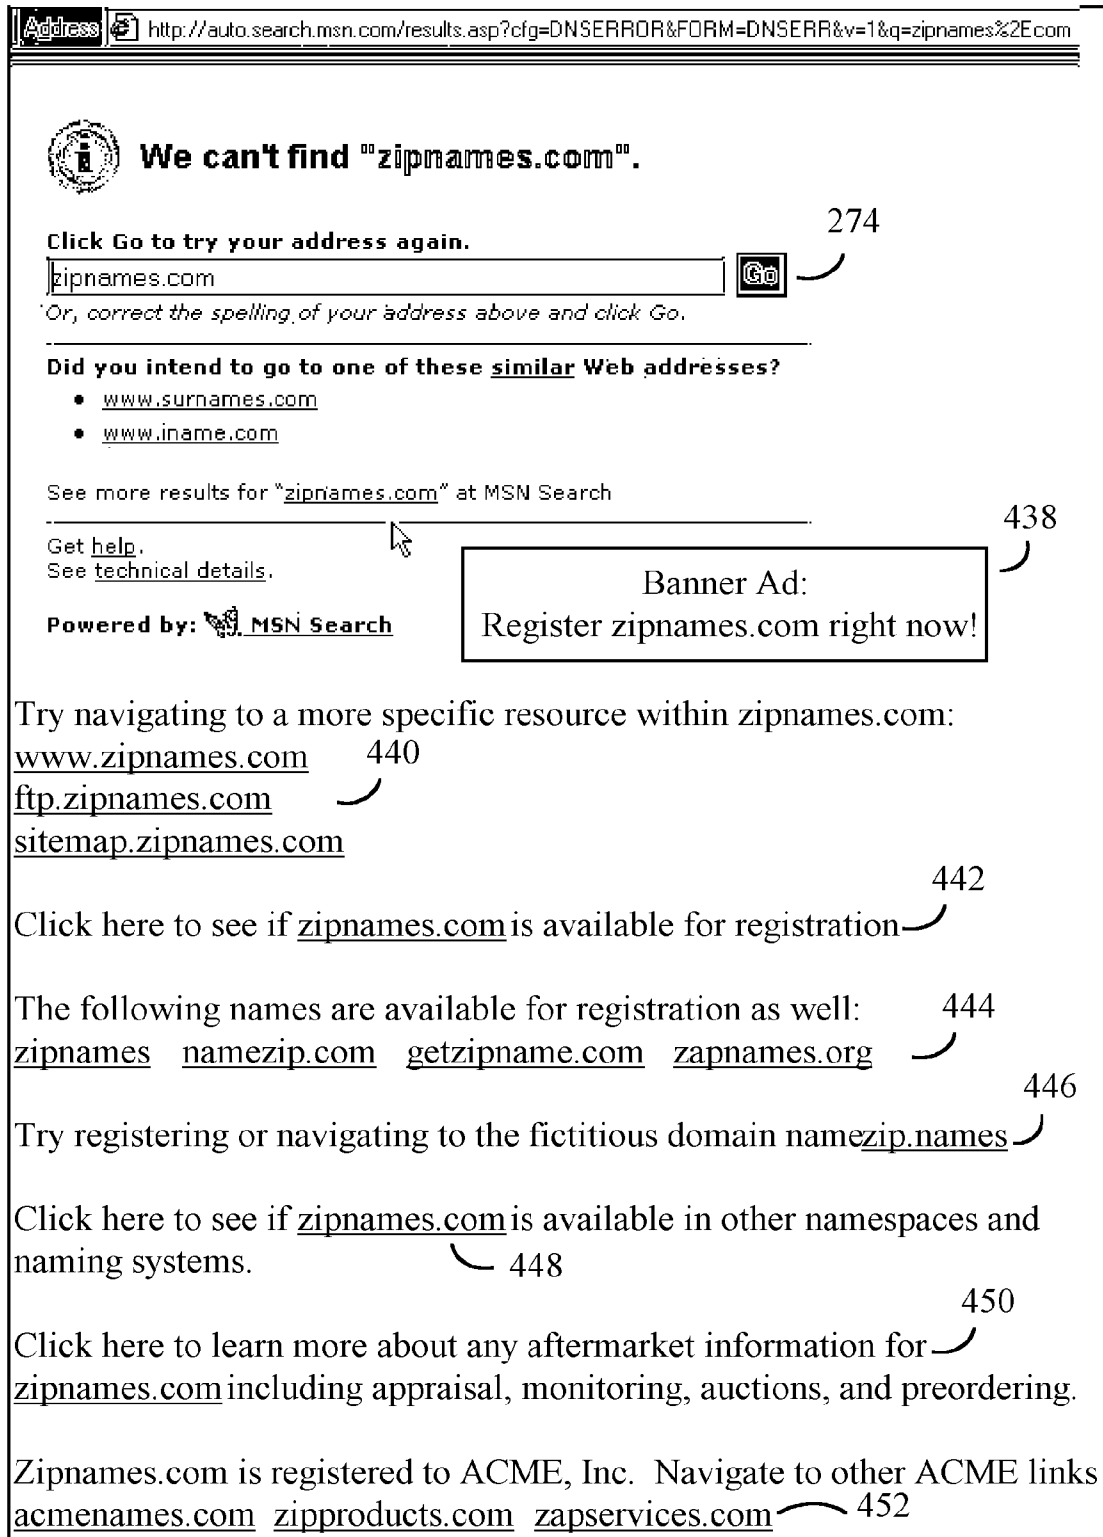 Address http://auto.search.msn.com/results.asp?cfg=DNSERROR&FORM=DNSERR&v=1&q=zipnames%2Ecom
We can't find "zipnames.com".
274
Click Go to try your address again.
zipnames.com Go
Or, correct the spelling of your address above and click Go.
Did you intend to go to one of these similar Web addresses?
• www.surnames.com
• www.iname.com
See more results for "zipnames.com" at MSN Search
438
Get help.
See technical details.
Banner Ad:
Register zipnames.com right now!
Powered by: MSN Search
Try navigating to a more specific resource within zipnames.com:
www.zipnames.com 440
ftp.zipnames.com
sitemap.zipnames.com
442
Click here to see if zipnames.com is available for registration
The following names are available for registration as well: 444
zipnames namezip.com getzipname.com zapnames.org
446
Try registering or navigating to the fictitious domain name zip.names
Click here to see if zipnames.com is available in other namespaces and
naming systems. 448
450
Click here to learn more about any aftermarket information for
zipnames.com including appraisal, monitoring, auctions, and preordering.
Zipnames.com is registered to ACME, Inc. Navigate to other ACME links
acmenames.com zipproducts.com zapservices.com 452